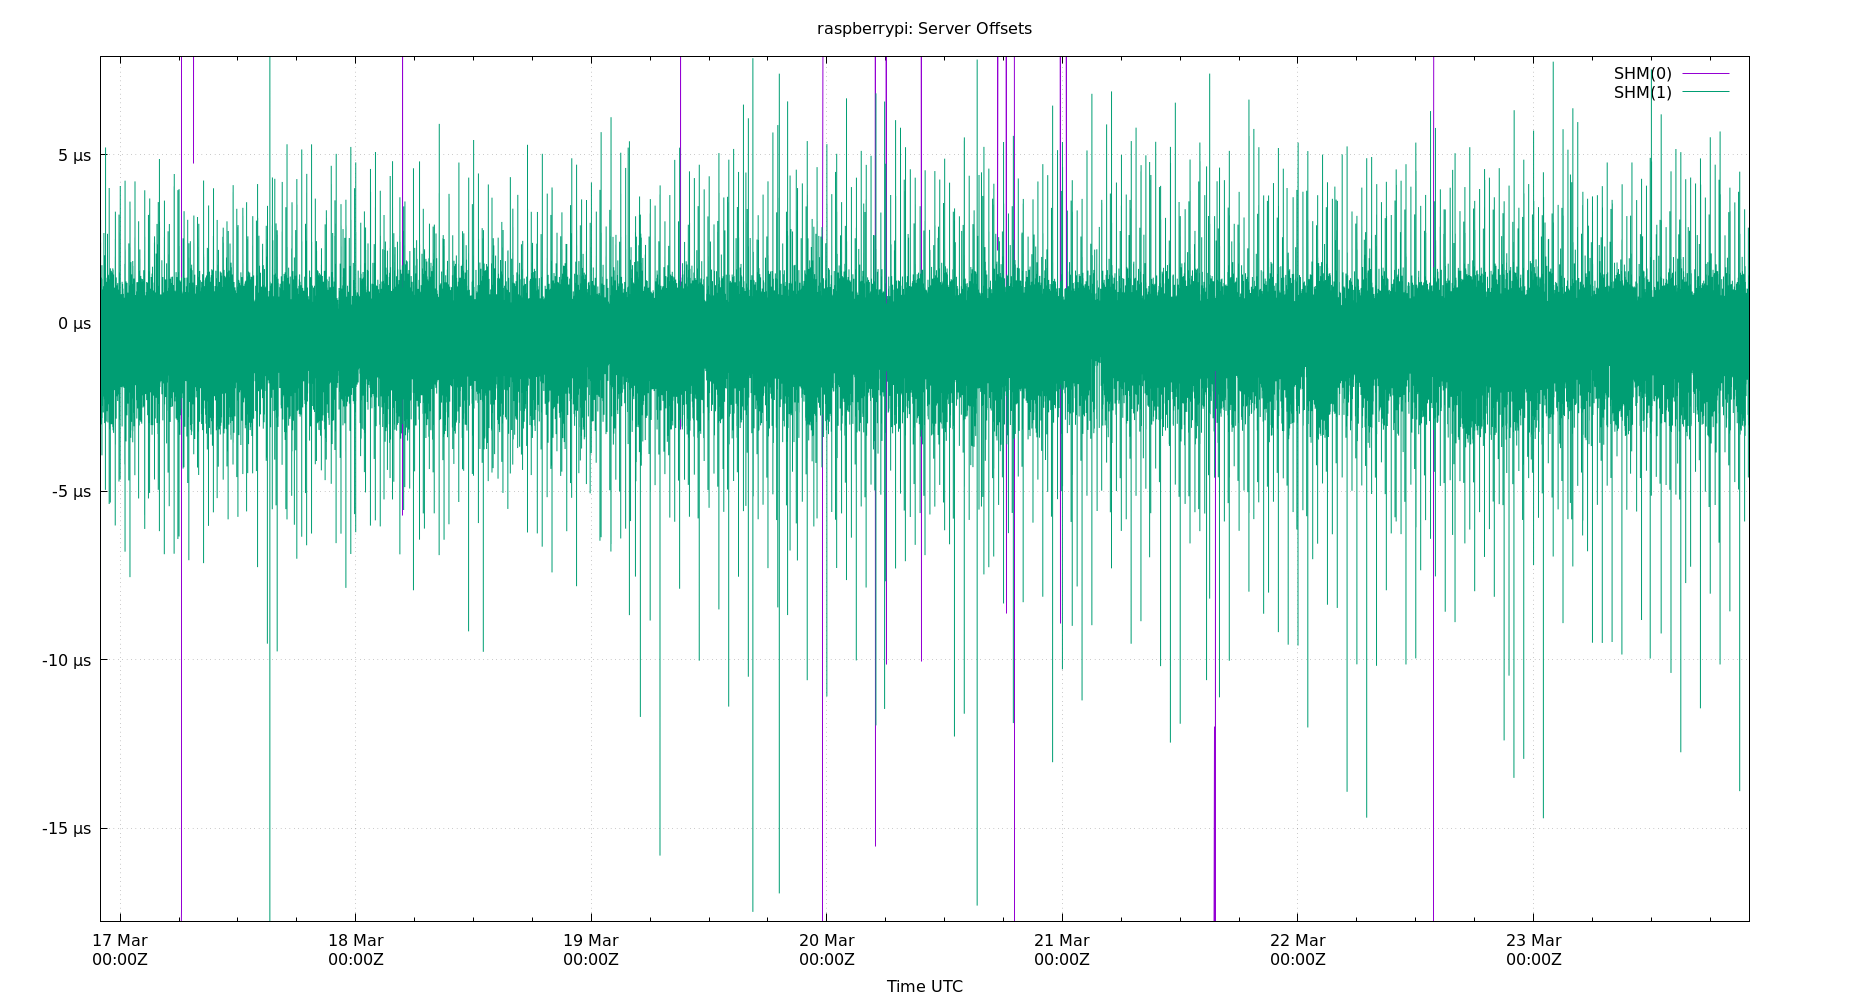 raspberrypi: Server Offsets
SHM(0)
SHM(1)
5 µs
0 µs
-5 µs
-10 µs
-15 µs
17 Mar 18 Mar 19 Mar 20 Mar 21 Mar 22 Mar 23 Mar
00:00Z 00:00Z 00:00Z 00:00Z 00:00Z 00:00Z 00:00Z
Time UTC